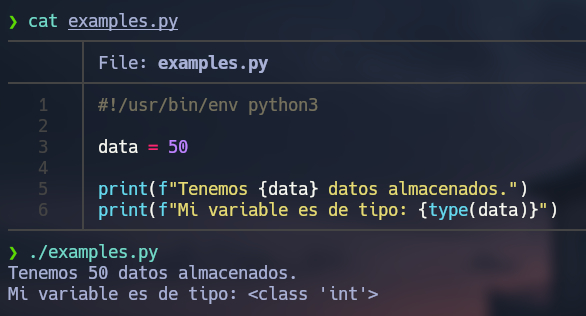 ❯ cat examples.py
File: examples.py
1 #!/usr/bin/env python3
2
3 data = 50
4
5 print(f"Tenemos {data} datos almacenados.")
6 print(f"Mi variable es de tipo: {type(data)}")
❯ ./examples.py
Tenemos 50 datos almacenados.
Mi variable es de tipo: <class 'int'>